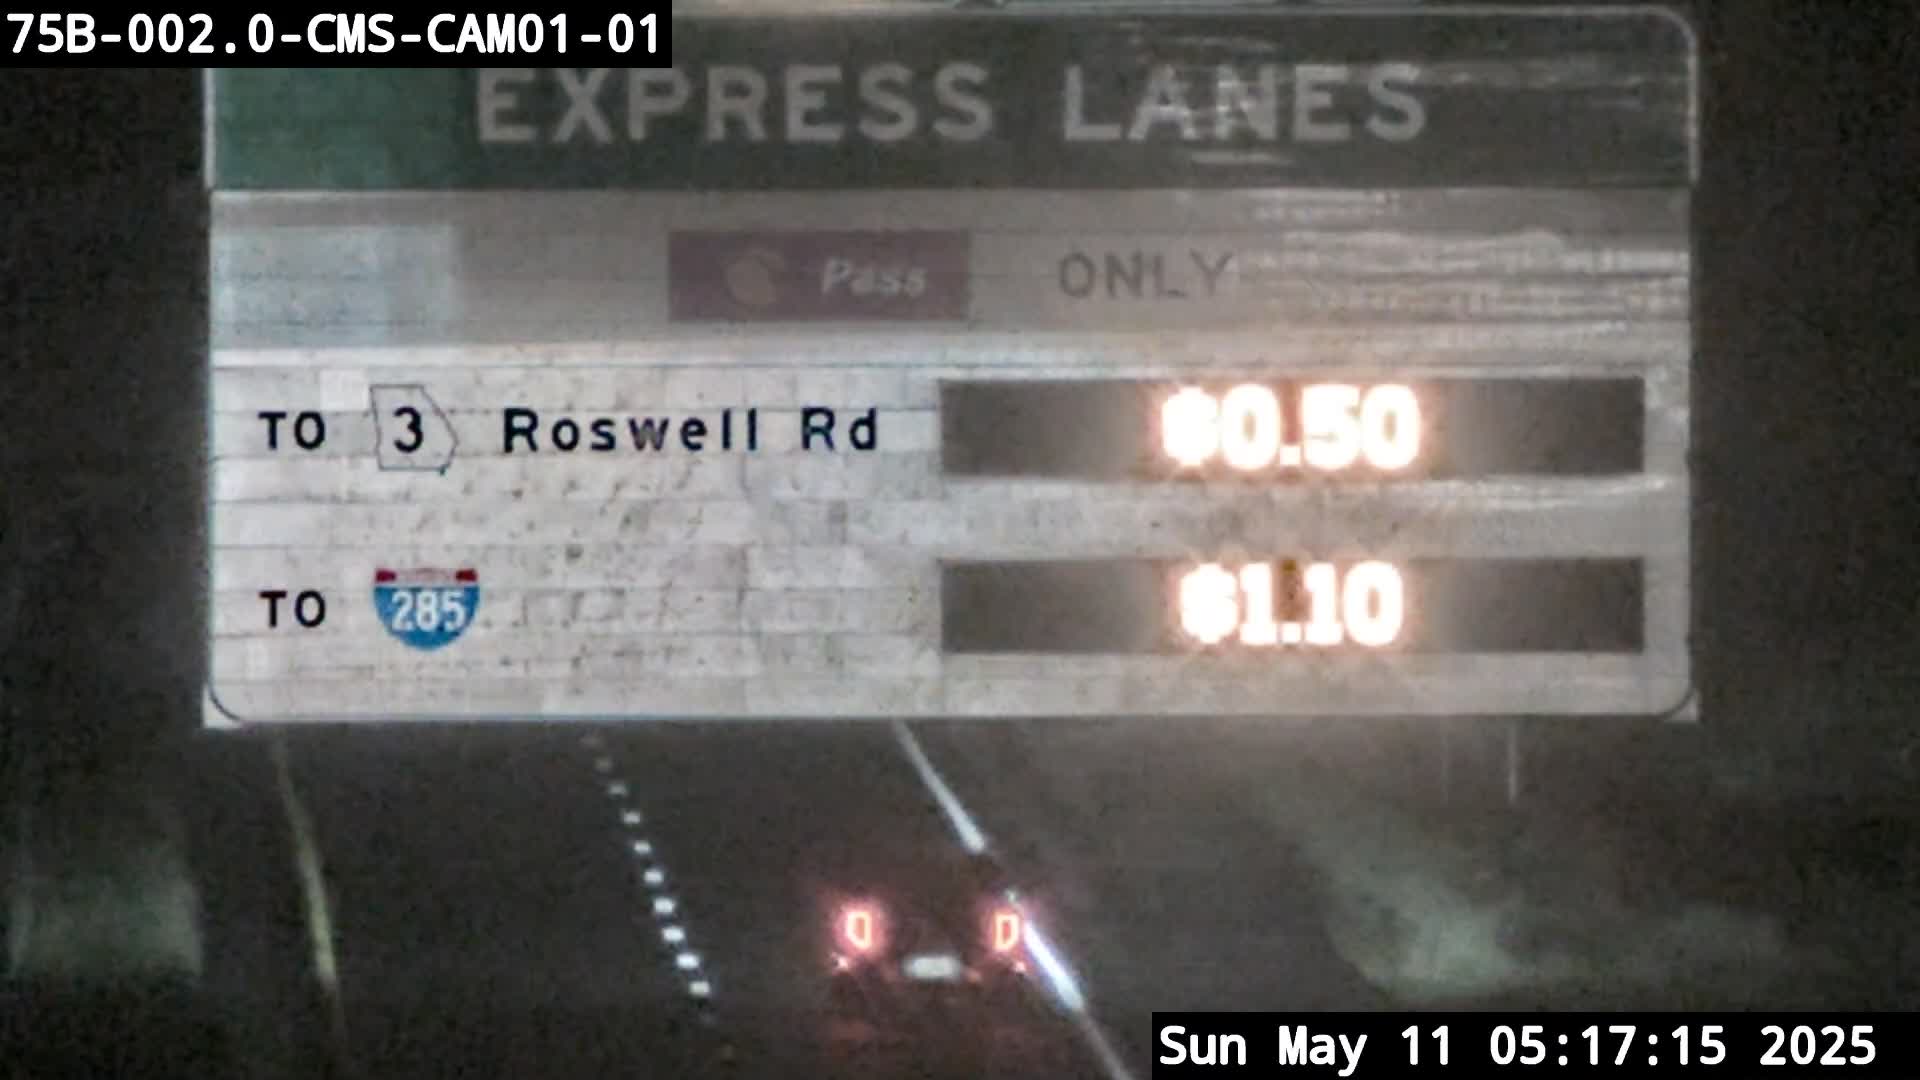 75B-002.0-CMS-CAM01-01
EXPRESS LANES
Pass ONLY
TO 3 Roswell Rd $0.50
TO 285 $1.10
Sun May 11 05:17:15 2025